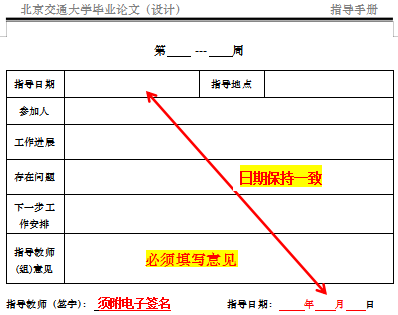 北京交通大学毕业论文（设计） 指导手册
第____ --- ____周
指导日期 指导地点
参加人
工作进展
存在问题 日期保持一致
下一步工
作安排
指导教师
(组)意见 必须填写意见
指导教师（签字）： 须附电子签名 指导日期： ____年____月____日